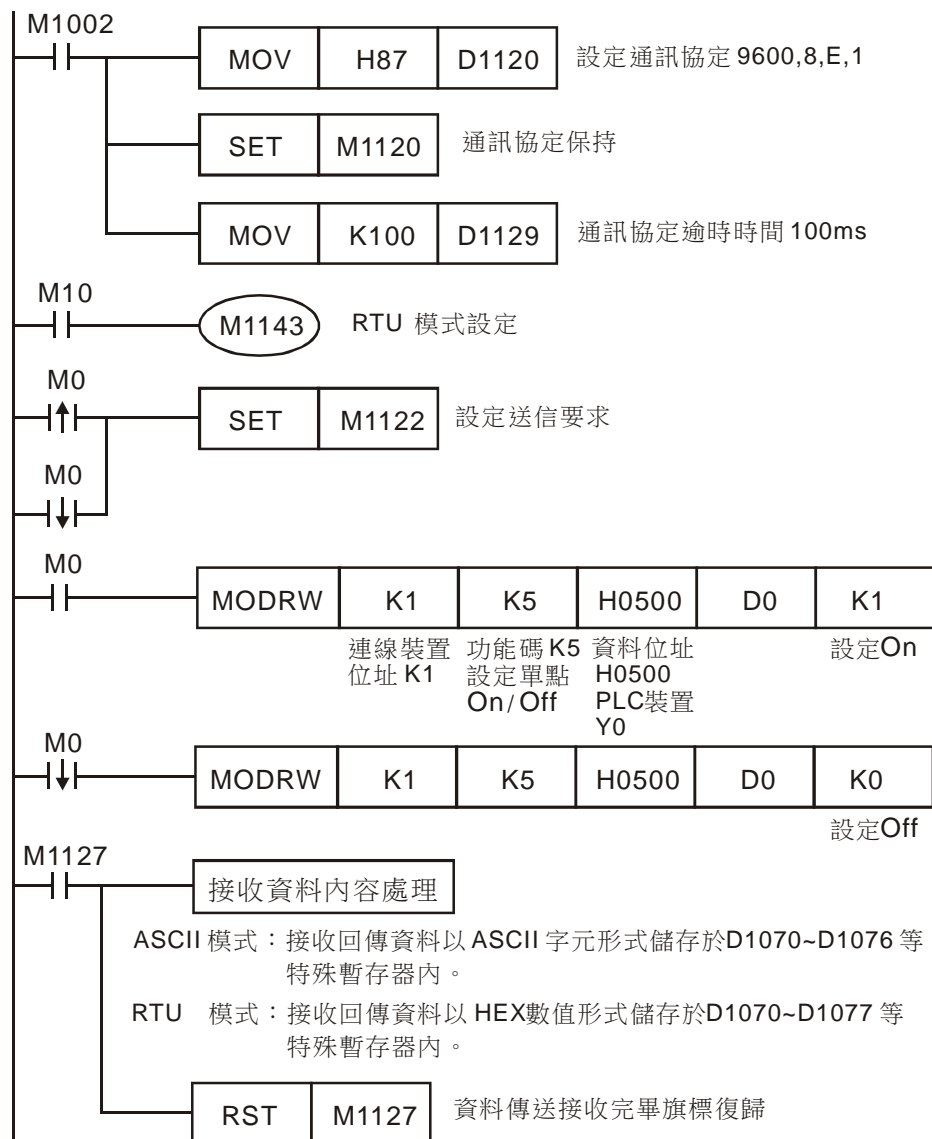 M1002
MOV H87 D1120 設定通訊協定 9600,8,E,1
SET M1120 通訊協定保持
MOV K100 D1129 通訊協定逾時時間 100ms
M10
M1143 RTU 模式設定
M0
SET M1122 設定送信要求
M0
M0
MODRW K1 K5 H0500 D0 K1
連線裝置 功能碼 K5 資料位址 設定On
位址 K1 設定單點 H0500
On/Off PLC裝置
Y0
M0
MODRW K1 K5 H0500 D0 K0
設定Off
M1127
接收資料內容處理
ASCII 模式：接收回傳資料以 ASCII 字元形式儲存於D1070~D1076 等
特殊暫存器內。
RTU 模式：接收回傳資料以 HEX數值形式儲存於D1070~D1077 等
特殊暫存器內。
RST M1127 資料傳送接收完畢旗標復歸